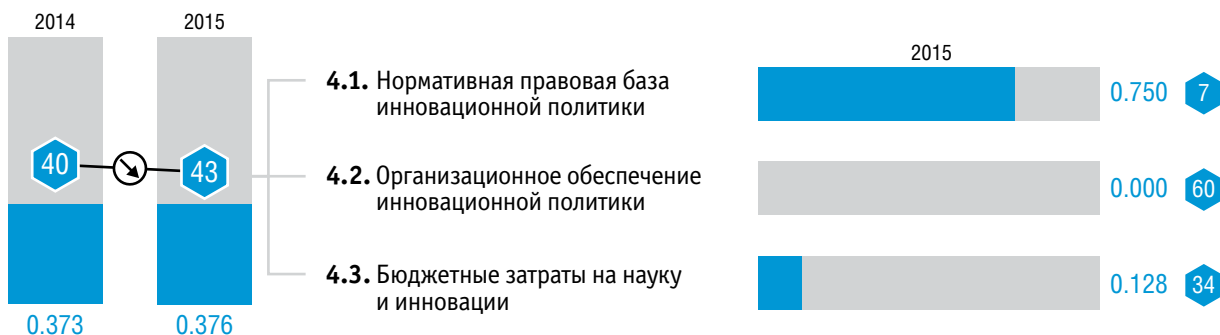 2014
2015
40
43
0.373
0.376
4.1. Нормативная правовая база
инновационной политики
4.2. Организационное обеспечение
инновационной политики
4.3. Бюджетные затраты на науку
и инновации
2015
0.750
7
0.000
60
0.128
34